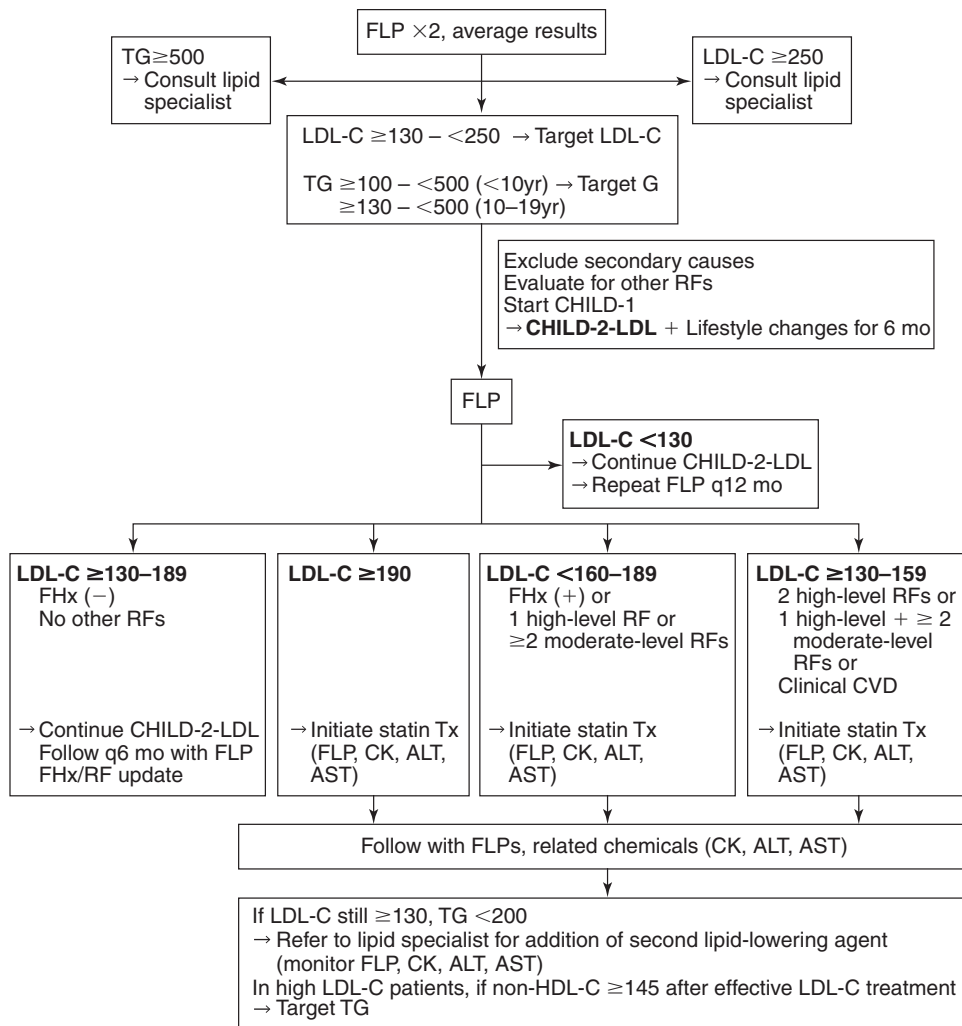 FLP ×2, average results
TG≥500
→ Consult lipid
specialist
LDL-C ≥250
→ Consult lipid
specialist
LDL-C ≥130 – <250 → Target LDL-C
TG ≥100 – <500 (<10yr) → Target G
≥130 – <500 (10–19yr)
Exclude secondary causes
Evaluate for other RFs
Start CHILD-1
→ CHILD-2-LDL + Lifestyle changes for 6 mo
FLP
LDL-C <130
→ Continue CHILD-2-LDL
→ Repeat FLP q12 mo
LDL-C ≥130–189
FHx (−)
No other RFs
→ Continue CHILD-2-LDL
Follow q6 mo with FLP
FHx/RF update
LDL-C ≥190
→ Initiate statin Tx
(FLP, CK, ALT,
AST)
LDL-C <160–189
FHx (+) or
1 high-level RF or
≥2 moderate-level RFs
→ Initiate statin Tx
(FLP, CK, ALT,
AST)
LDL-C ≥130–159
2 high-level RFs or
1 high-level + ≥ 2
moderate-level
RFs or
Clinical CVD
→ Initiate statin Tx
(FLP, CK, ALT,
AST)
Follow with FLPs, related chemicals (CK, ALT, AST)
If LDL-C still ≥130, TG <200
→ Refer to lipid specialist for addition of second lipid-lowering agent
(monitor FLP, CK, ALT, AST)
In high LDL-C patients, if non-HDL-C ≥145 after effective LDL-C treatment
→ Target TG